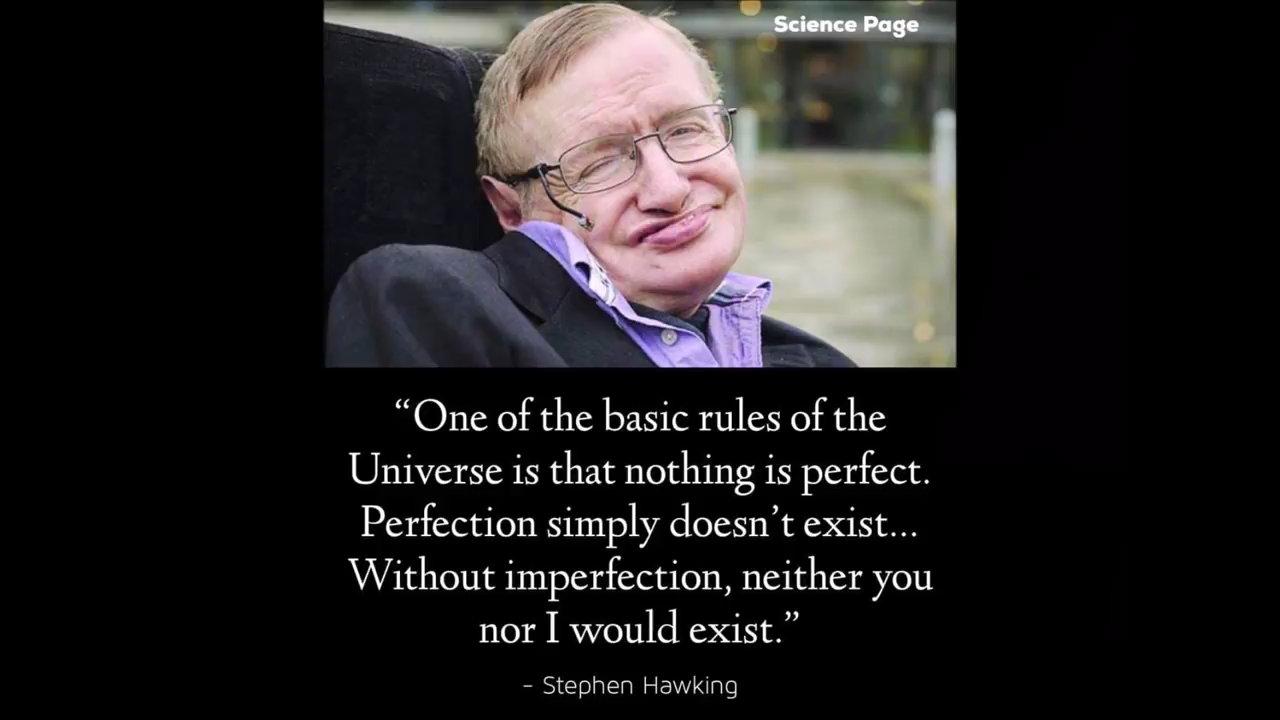 Science Page
“One of the basic rules of the
Universe is that nothing is perfect.
Perfection simply doesn’t exist...
Without imperfection, neither you
nor I would exist.”
- Stephen Hawking